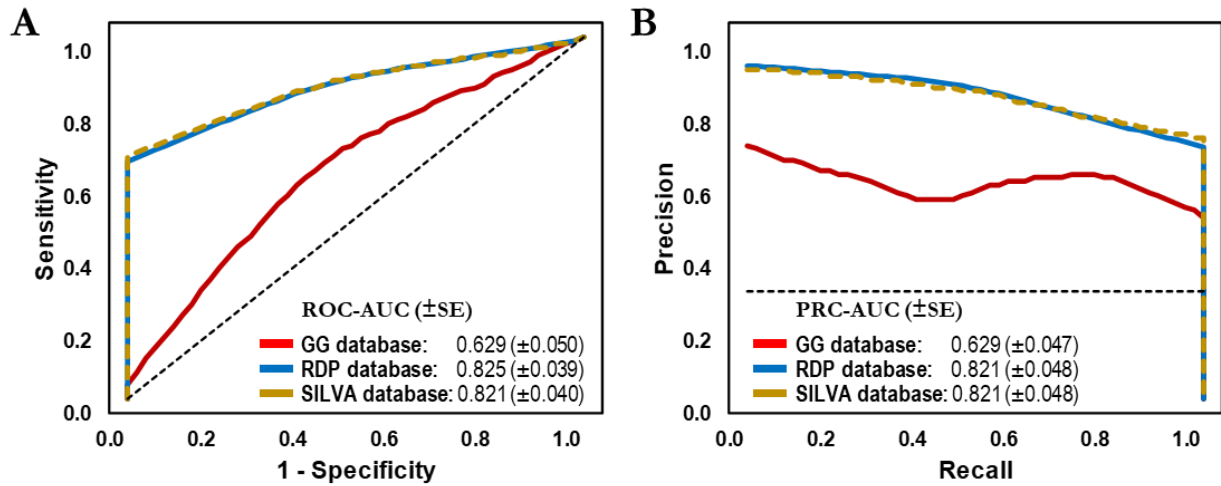 A
Sensitivity
1.0
0.8
0.6
0.4
0.2
0.0
ROC-AUC (±SE)
GG database: 0.629 (±0.050)
RDP database: 0.825 (±0.039)
SILVA database: 0.821 (±0.040)
0.0 0.2 0.4 0.6 0.8 1.0
1 - Specificity
B
Precision
1.0
0.8
0.6
0.4
0.2
0.0
PRC-AUC (±SE)
GG database: 0.629 (±0.047)
RDP database: 0.821 (±0.048)
SILVA database: 0.821 (±0.048)
0.0 0.2 0.4 0.6 0.8 1.0
Recall